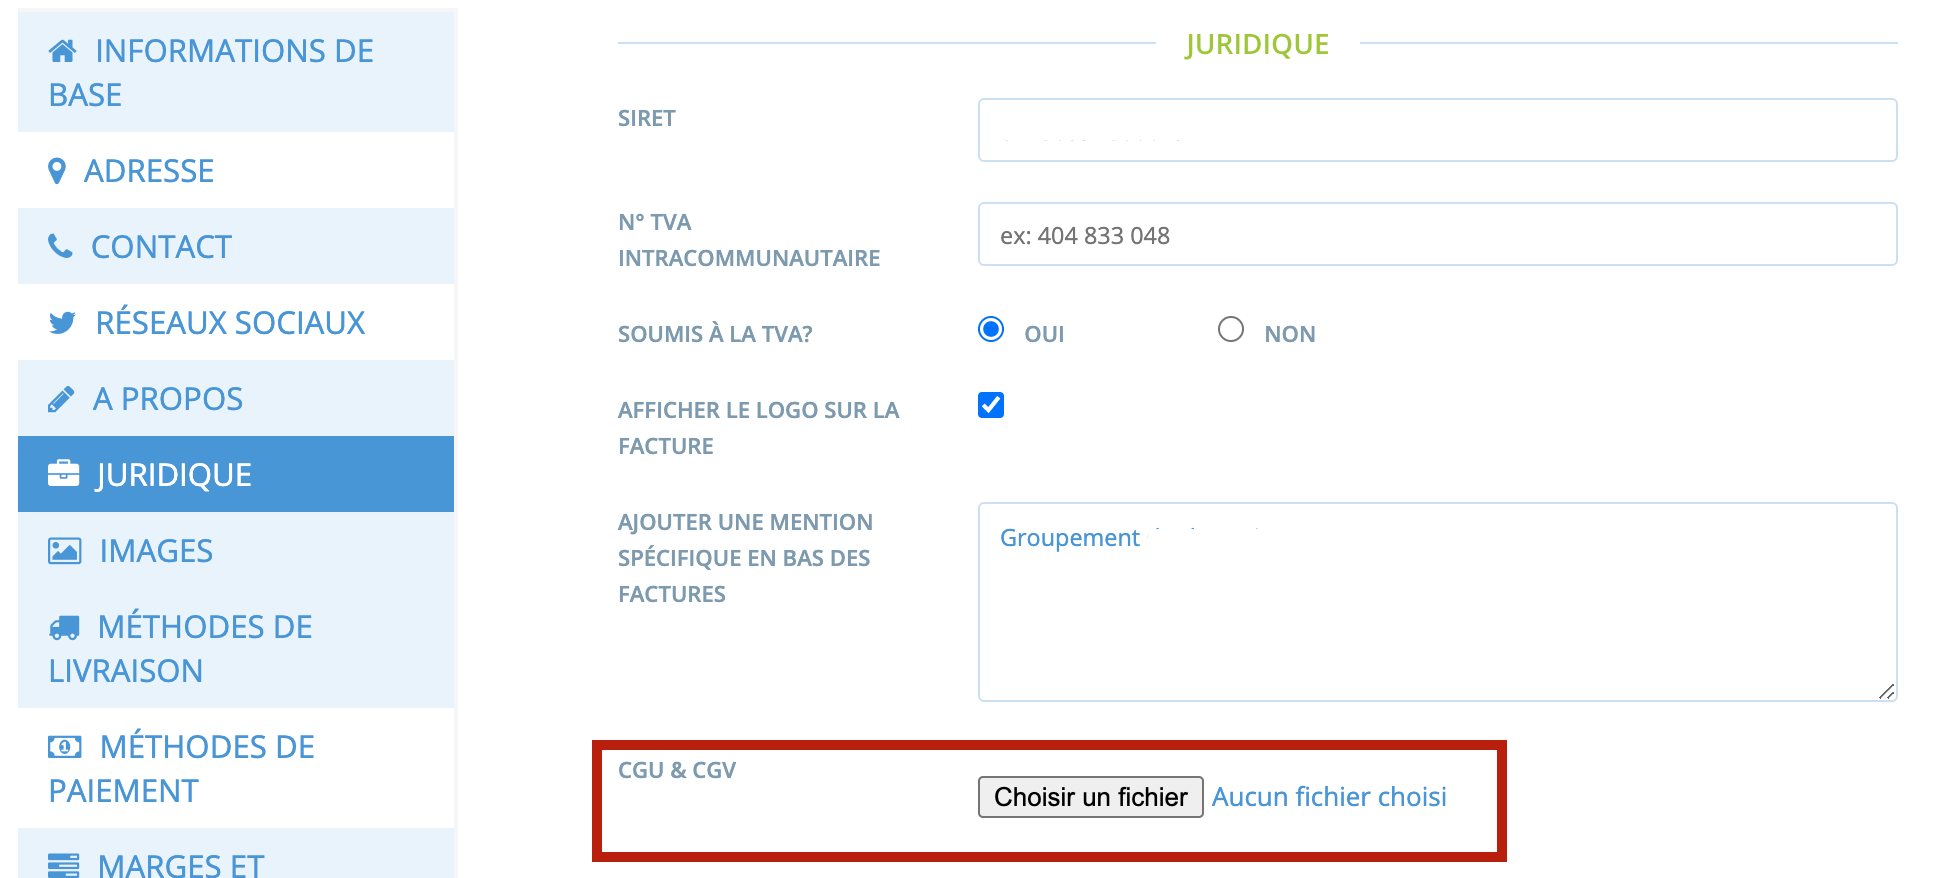 INFORMATIONS DE
BASE
ADRESSE
CONTACT
RÉSEAUX SOCIAUX
A PROPOS
JURIDIQUE
IMAGES
MÉTHODES DE
LIVRAISON
MÉTHODES DE
PAIEMENT
MARGES ET
JURIDIQUE
SIRET
N° TVA
INTRACOMMUNAUTAIRE
ex: 404 833 048
SOUMIS À LA TVA?
OUI
NON
AFFICHER LE LOGO SUR LA
FACTURE
AJOUTER UNE MENTION
SPÉCIFIQUE EN BAS DES
FACTURES
Groupement
CGU & CGV
Choisir un fichier Aucun fichier choisi